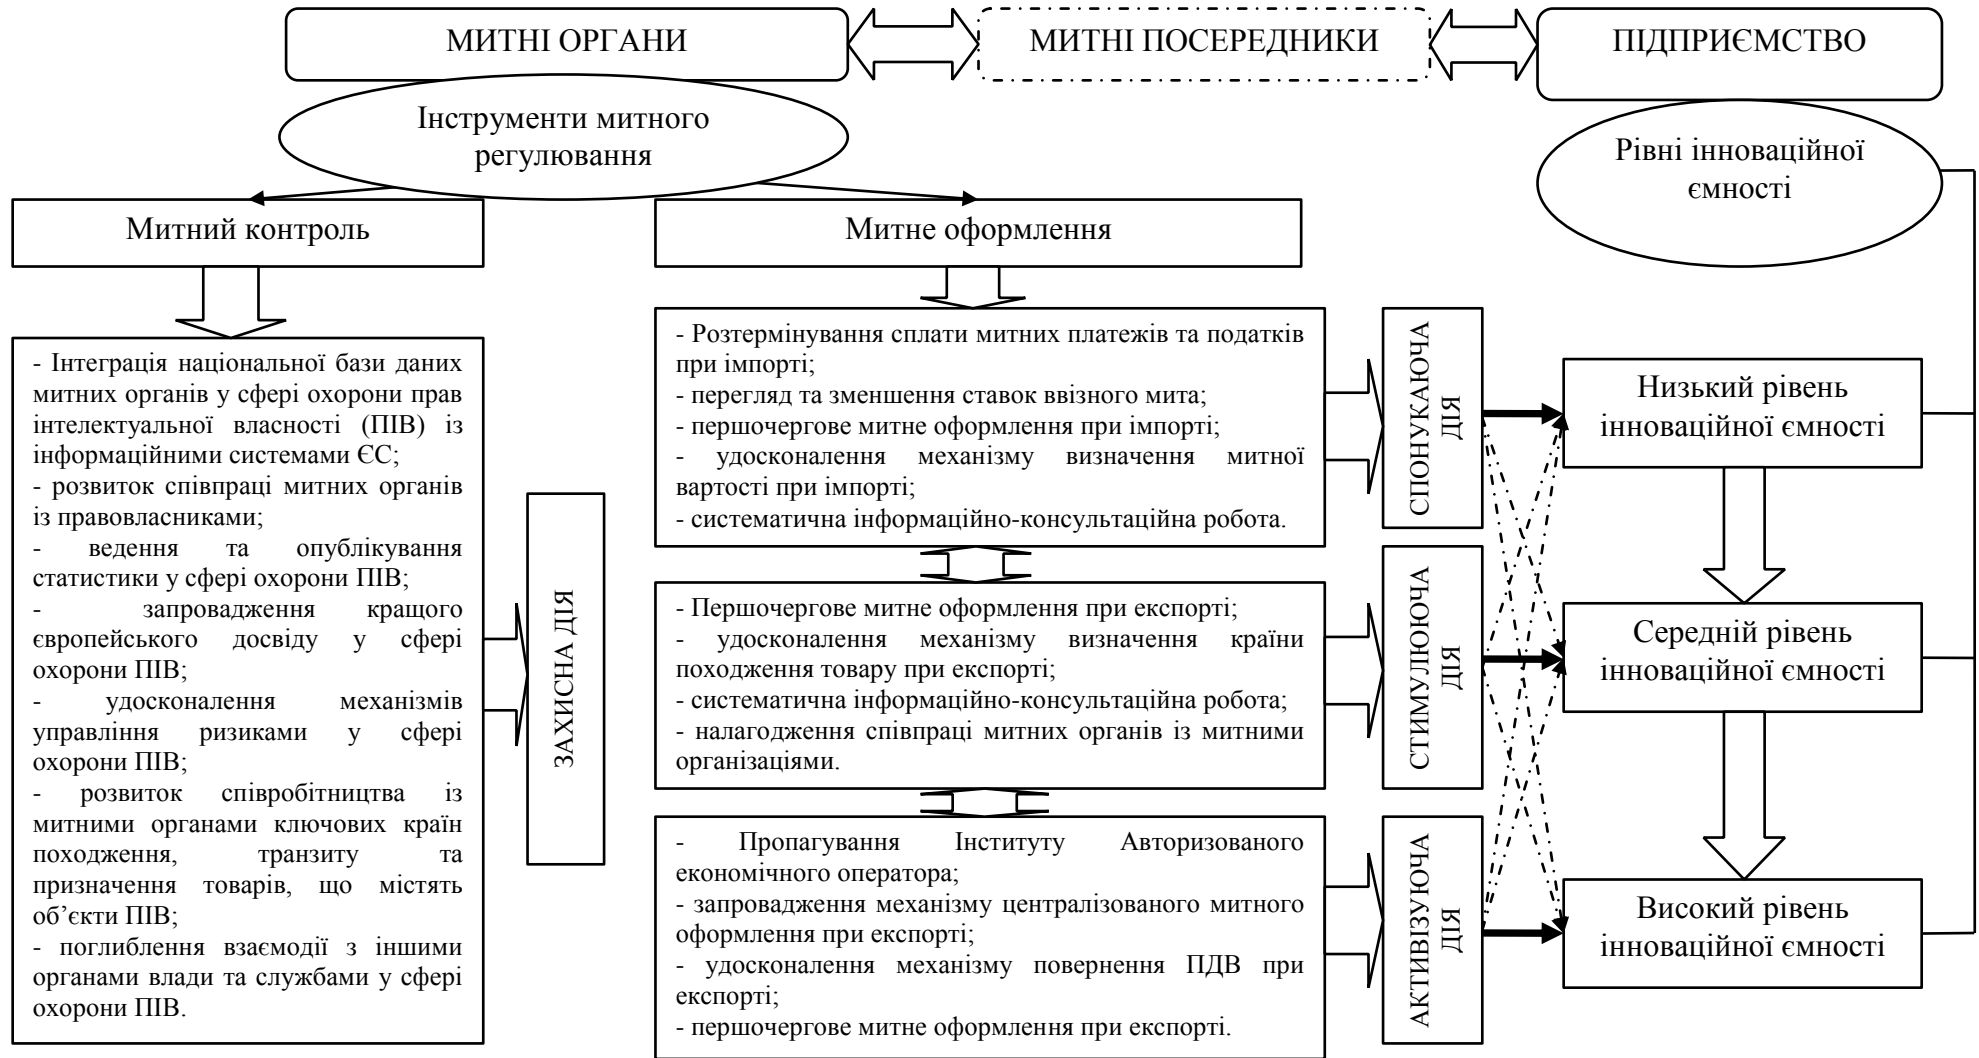 МИТНІ ОРГАНИ
МИТНІ ПОСЕРЕДНИКИ
ПІДПРИЄМСТВО
Інструменти митного
регулювання
Рівні інноваційної
ємності
Митний контроль
Митне оформлення
- Інтеграція національної бази даних
митних органів у сфері охорони прав
інтелектуальної власності (ПІВ) із
інформаційними системами ЄС;
- розвиток співпраці митних органів
із правовласниками;
- ведення та опублікування
статистики у сфері охорони ПІВ;
- запровадження кращого
європейського досвіду у сфері
охорони ПІВ;
- удосконалення механізмів
управління ризиками у сфері
охорони ПІВ;
- розвиток співробітництва із
митними органами ключових країн
походження, транзиту та
призначення товарів, що містять
об’єкти ПІВ;
- поглиблення взаємодії з іншими
органами влади та службами у сфері
охорони ПІВ.
ЗАХИСНА ДІЯ
- Розтермінування сплати митних платежів та податків
при імпорті;
- перегляд та зменшення ставок ввізного мита;
- першочергове митне оформлення при імпорті;
- удосконалення механізму визначення митної
вартості при імпорті;
- систематична інформаційно-консультаційна робота.
- Першочергове митне оформлення при експорті;
- удосконалення механізму визначення країни
походження товару при експорті;
- систематична інформаційно-консультаційна робота;
- налагодження співпраці митних органів із митними
організаціями.
- Пропагування Інституту Авторизованого
економічного оператора;
- запровадження механізму централізованого митного
оформлення при експорті;
- удосконалення механізму повернення ПДВ при
експорті;
- першочергове митне оформлення при експорті.
СПОНУКАЮЧА
ДІЯ
СТИМУЛЮЮЧА
ДІЯ
АКТИВІЗУЮЧА
ДІЯ
Низький рівень
інноваційної ємності
Середній рівень
інноваційної ємності
Високий рівень
інноваційної ємності